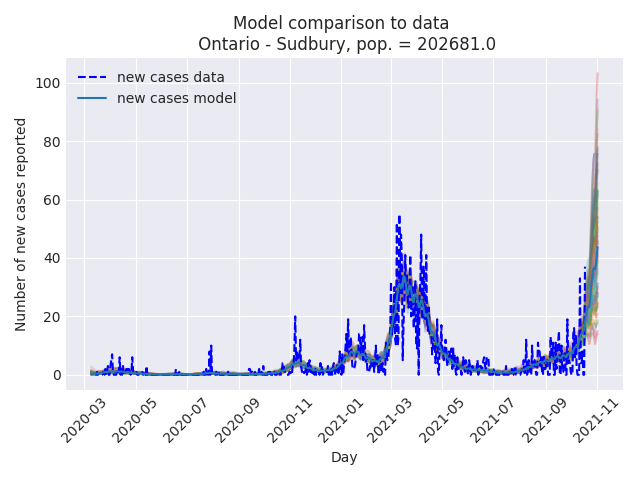 Model comparison to data
Ontario - Sudbury, pop. = 202681.0
new cases data
new cases model
Number of new cases reported
100
80
60
40
20
0
2020-03
2020-05
2020-07
2020-09
2020-11
2021-01
2021-03
2021-05
2021-07
2021-09
2021-11
Day